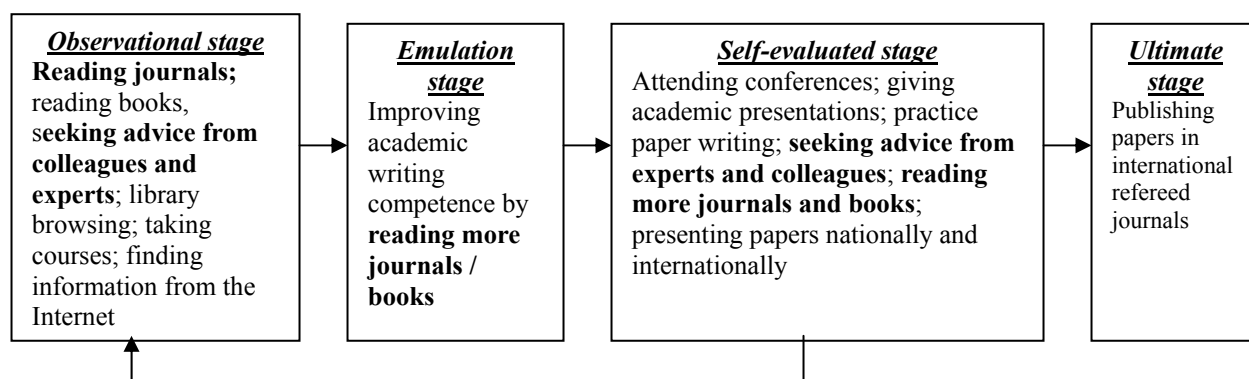 Observational stage
Reading journals;
reading books,
seeking advice from
colleagues and
experts; library
browsing; taking
courses; finding
information from the
Internet
Emulation
stage
Improving
academic
writing
competence by
reading more
journals /
books
Self-evaluated stage
Attending conferences; giving
academic presentations; practice
paper writing; seeking advice from
experts and colleagues; reading
more journals and books;
presenting papers nationally and
internationally
Ultimate
stage
Publishing
papers in
international
refereed
journals